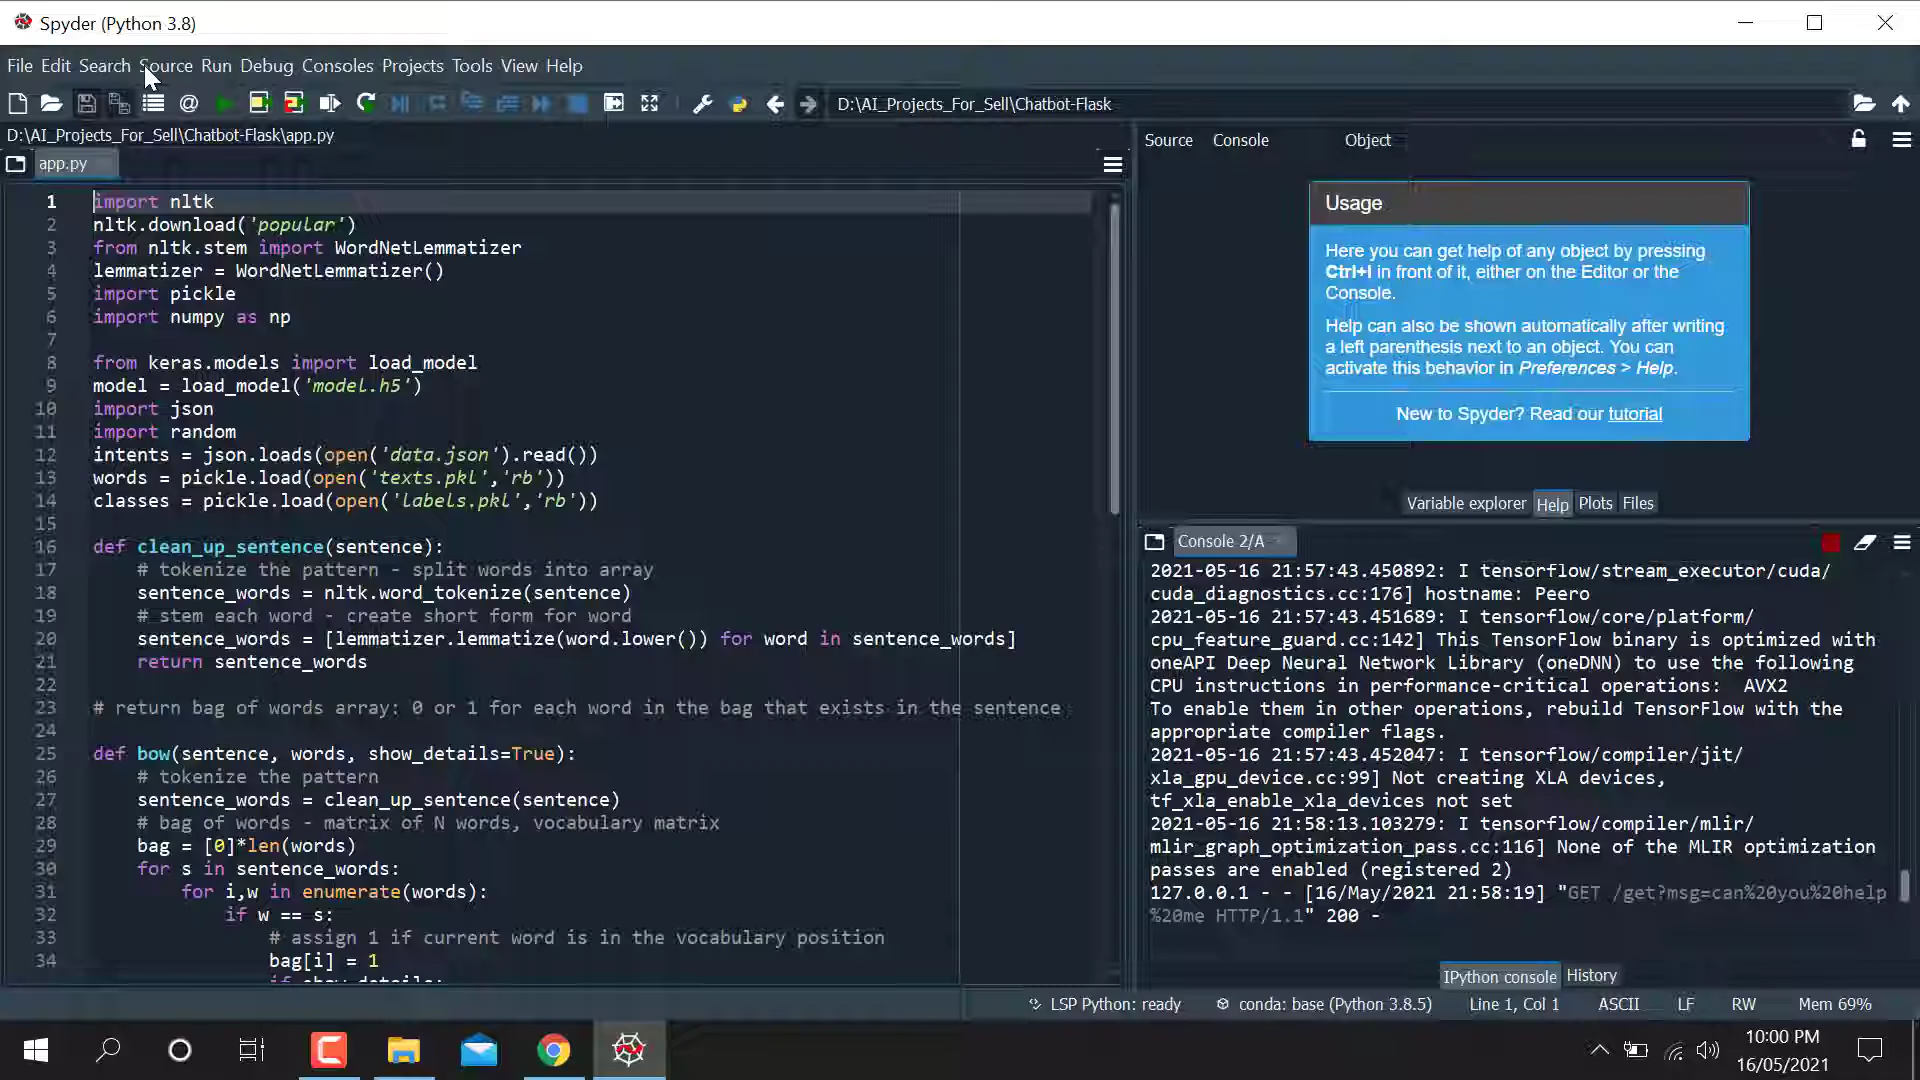 Spyder (Python 3.8)
File Edit Search Source Run Debug Consoles Projects Tools View Help
D:\AI_Projects_For_Sell\Chatbot-Flask
D:\AI_Projects_For_Sell\Chatbot-Flask\app.py
app.py
1 import nltk
2 nltk.download('popular')
3 from nltk.stem import WordNetLemmatizer
4 lemmatizer = WordNetLemmatizer()
5 import pickle
6 import numpy as np
7
8 from keras.models import load_model
9 model = load_model('model.h5')
10 import json
11 import random
12 intents = json.loads(open('data.json').read())
13 words = pickle.load(open('texts.pkl','rb'))
14 classes = pickle.load(open('labels.pkl','rb'))
15
16 def clean_up_sentence(sentence):
17     # tokenize the pattern - split words into array
18     sentence_words = nltk.word_tokenize(sentence)
19     # stem each word - create short form for word
20     sentence_words = [lemmatizer.lemmatize(word.lower()) for word in sentence_words]
21     return sentence_words
22
23 # return bag of words array: 0 or 1 for each word in the bag that exists in the sentence
24
25 def bow(sentence, words, show_details=True):
26     # tokenize the pattern
27     sentence_words = clean_up_sentence(sentence)
28     # bag of words - matrix of N words, vocabulary matrix
29     bag = [0]*len(words)
30     for s in sentence_words:
31         for i,w in enumerate(words):
32             if w == s:
33                 # assign 1 if current word is in the vocabulary position
34                 bag[i] = 1
Source Console Object
Usage
Here you can get help of any object by pressing
Ctrl+I in front of it, either on the Editor or the
Console.
Help can also be shown automatically after writing
a left parenthesis next to an object. You can
activate this behavior in Preferences > Help.
New to Spyder? Read our tutorial
Variable explorer Help Plots Files
Console 2/A
2021-05-16 21:57:43.450892: I tensorflow/stream_executor/cuda/
cuda_diagnostics.cc:176] hostname: Peero
2021-05-16 21:57:43.451689: I tensorflow/core/platform/
cpu_feature_guard.cc:142] This TensorFlow binary is optimized with
oneAPI Deep Neural Network Library (oneDNN) to use the following
CPU instructions in performance-critical operations:  AVX2
To enable them in other operations, rebuild TensorFlow with the
appropriate compiler flags.
2021-05-16 21:57:43.452047: I tensorflow/compiler/jit/
xla_gpu_device.cc:99] Not creating XLA devices,
tf_xla_enable_xla_devices not set
2021-05-16 21:58:13.103279: I tensorflow/compiler/mlir/
mlir_graph_optimization_pass.cc:116] None of the MLIR optimization
passes are enabled (registered 2)
127.0.0.1 - - [16/May/2021 21:58:19] "GET /get?msg=can%20you%20help
%20me HTTP/1.1" 200 -
IPython console History
LSP Python: ready conda: base (Python 3.8.5) Line 1, Col 1 ASCII LF RW Mem 69%
10:00 PM
16/05/2021